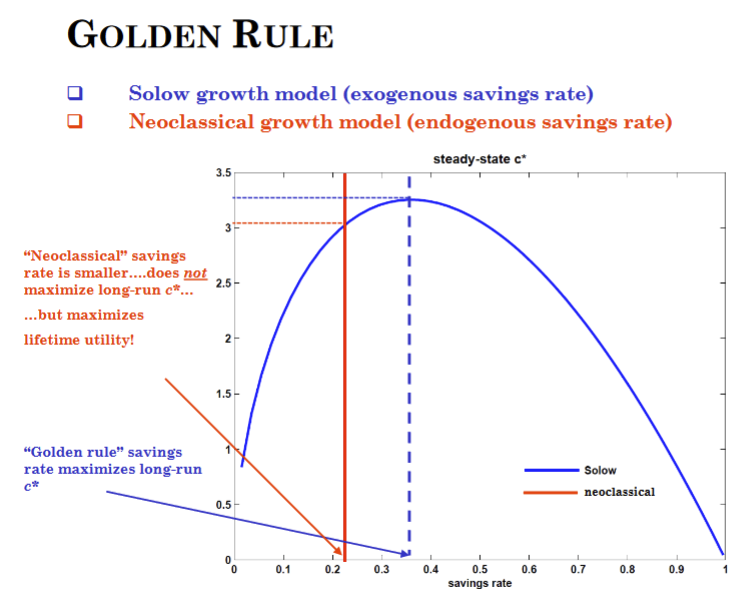 GOLDEN RULE
Solow growth model (exogenous savings rate)
Neoclassical growth model (endogenous savings rate)
steady-state c*
3.5
3
2.5
2
1.5
1
0.5
0
"Neoclassical" savings
rate is smaller....does not
maximize long-run c*...
...but maximizes
lifetime utility!
"Golden rule" savings
rate maximizes long-run
c*
Solow
neoclassical
0 0.1 0.2 0.3 0.4 0.5 0.6 0.7 0.8 0.9 1
savings rate